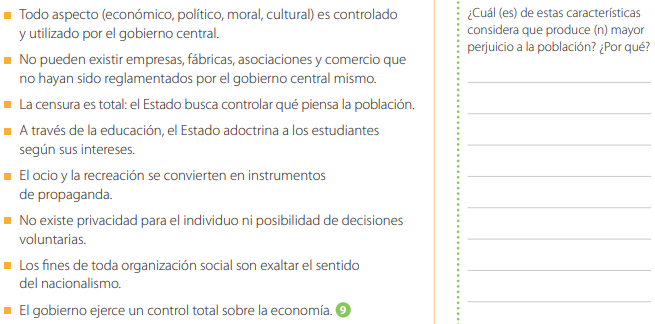 Todo aspecto (económico, político, moral, cultural) es controlado
y utilizado por el gobierno central.
No pueden existir empresas, fábricas, asociaciones y comercio que
no hayan sido reglamentados por el gobierno central mismo.
La censura es total: el Estado busca controlar qué piensa la población.
A través de la educación, el Estado adoctrina a los estudiantes
según sus intereses.
El ocio y la recreación se convierten en instrumentos
de propaganda.
No existe privacidad para el individuo ni posibilidad de decisiones
voluntarias.
Los fines de toda organización social son exaltar el sentido
del nacionalismo.
El gobierno ejerce un control total sobre la economía. 9
¿Cuál (es) de estas características
considera que produce (n) mayor
perjuicio a la población? ¿Por qué?